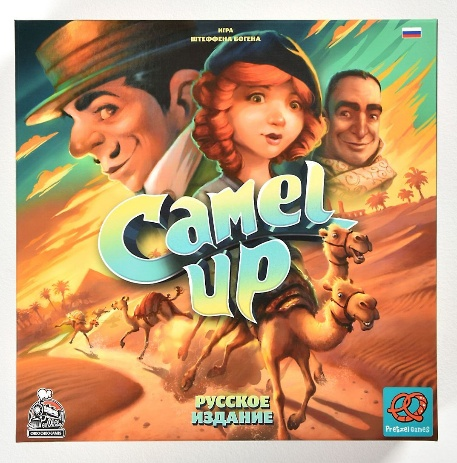 ИГРА
ШТЕФФЕНА БОГЕНА
Camel
UP
РУССКОЕ
ИЗДАНИЕ
Pretzel Games